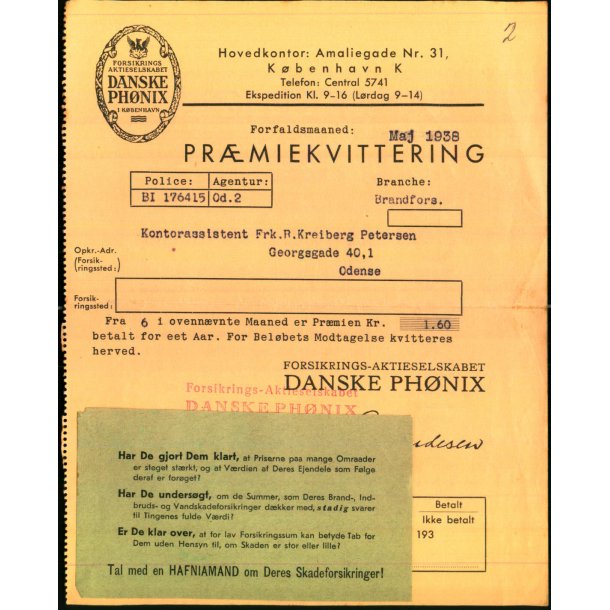 2
FORSIKRINGS
AKTIESELSKABET
DANSKE
PHØNIX
I KØBENHAVN
Hovedkontor: Amaliegade Nr. 31,
København K
Telefon: Central 5741
Ekspedition Kl. 9-16 (Lørdag 9-14)
Forfaldsmaaned: Maj 1938
PRÆMIEKVITTERING
Police: Agentur: Branche:
BI 176415 Od.2 Brandfors.
Kontorassistent Frk.R.Kreiberg Petersen
Opkr.-Adr. Georgsgade 40,1
(Forsik-
(ringssted:) Odense
Forsik-
ringssted:
Fra 6 i ovennævnte Maaned er Præmien Kr. 1.60
betalt for eet Aar. For Beløbets Modtagelse kvitteres
herved.
FORSIKRINGS-AKTIESELSKABET
DANSKE PHØNIX
Forsikrings-Aktieselskabet
DANSKE PHØNIX
Har De gjort Dem klart, at Priserne paa mange Omraader
er steget stærkt, og at Værdien af Deres Ejendele som Følge
deraf er forøget?
Har De undersøgt, om de Summer, som Deres Brand-, Ind-
bruds- og Vandskadeforsikringer dækker med, stadig svarer
til Tingenes fulde Værdi?
Er De klar over, at for lav Forsikringssum kan betyde Tab for
Dem uden Hensyn til, om Skaden er stor eller lille?
Tal med en HAFNIAMAND om Deres Skadeforsikringer!
Betalt
Ikke betalt
193